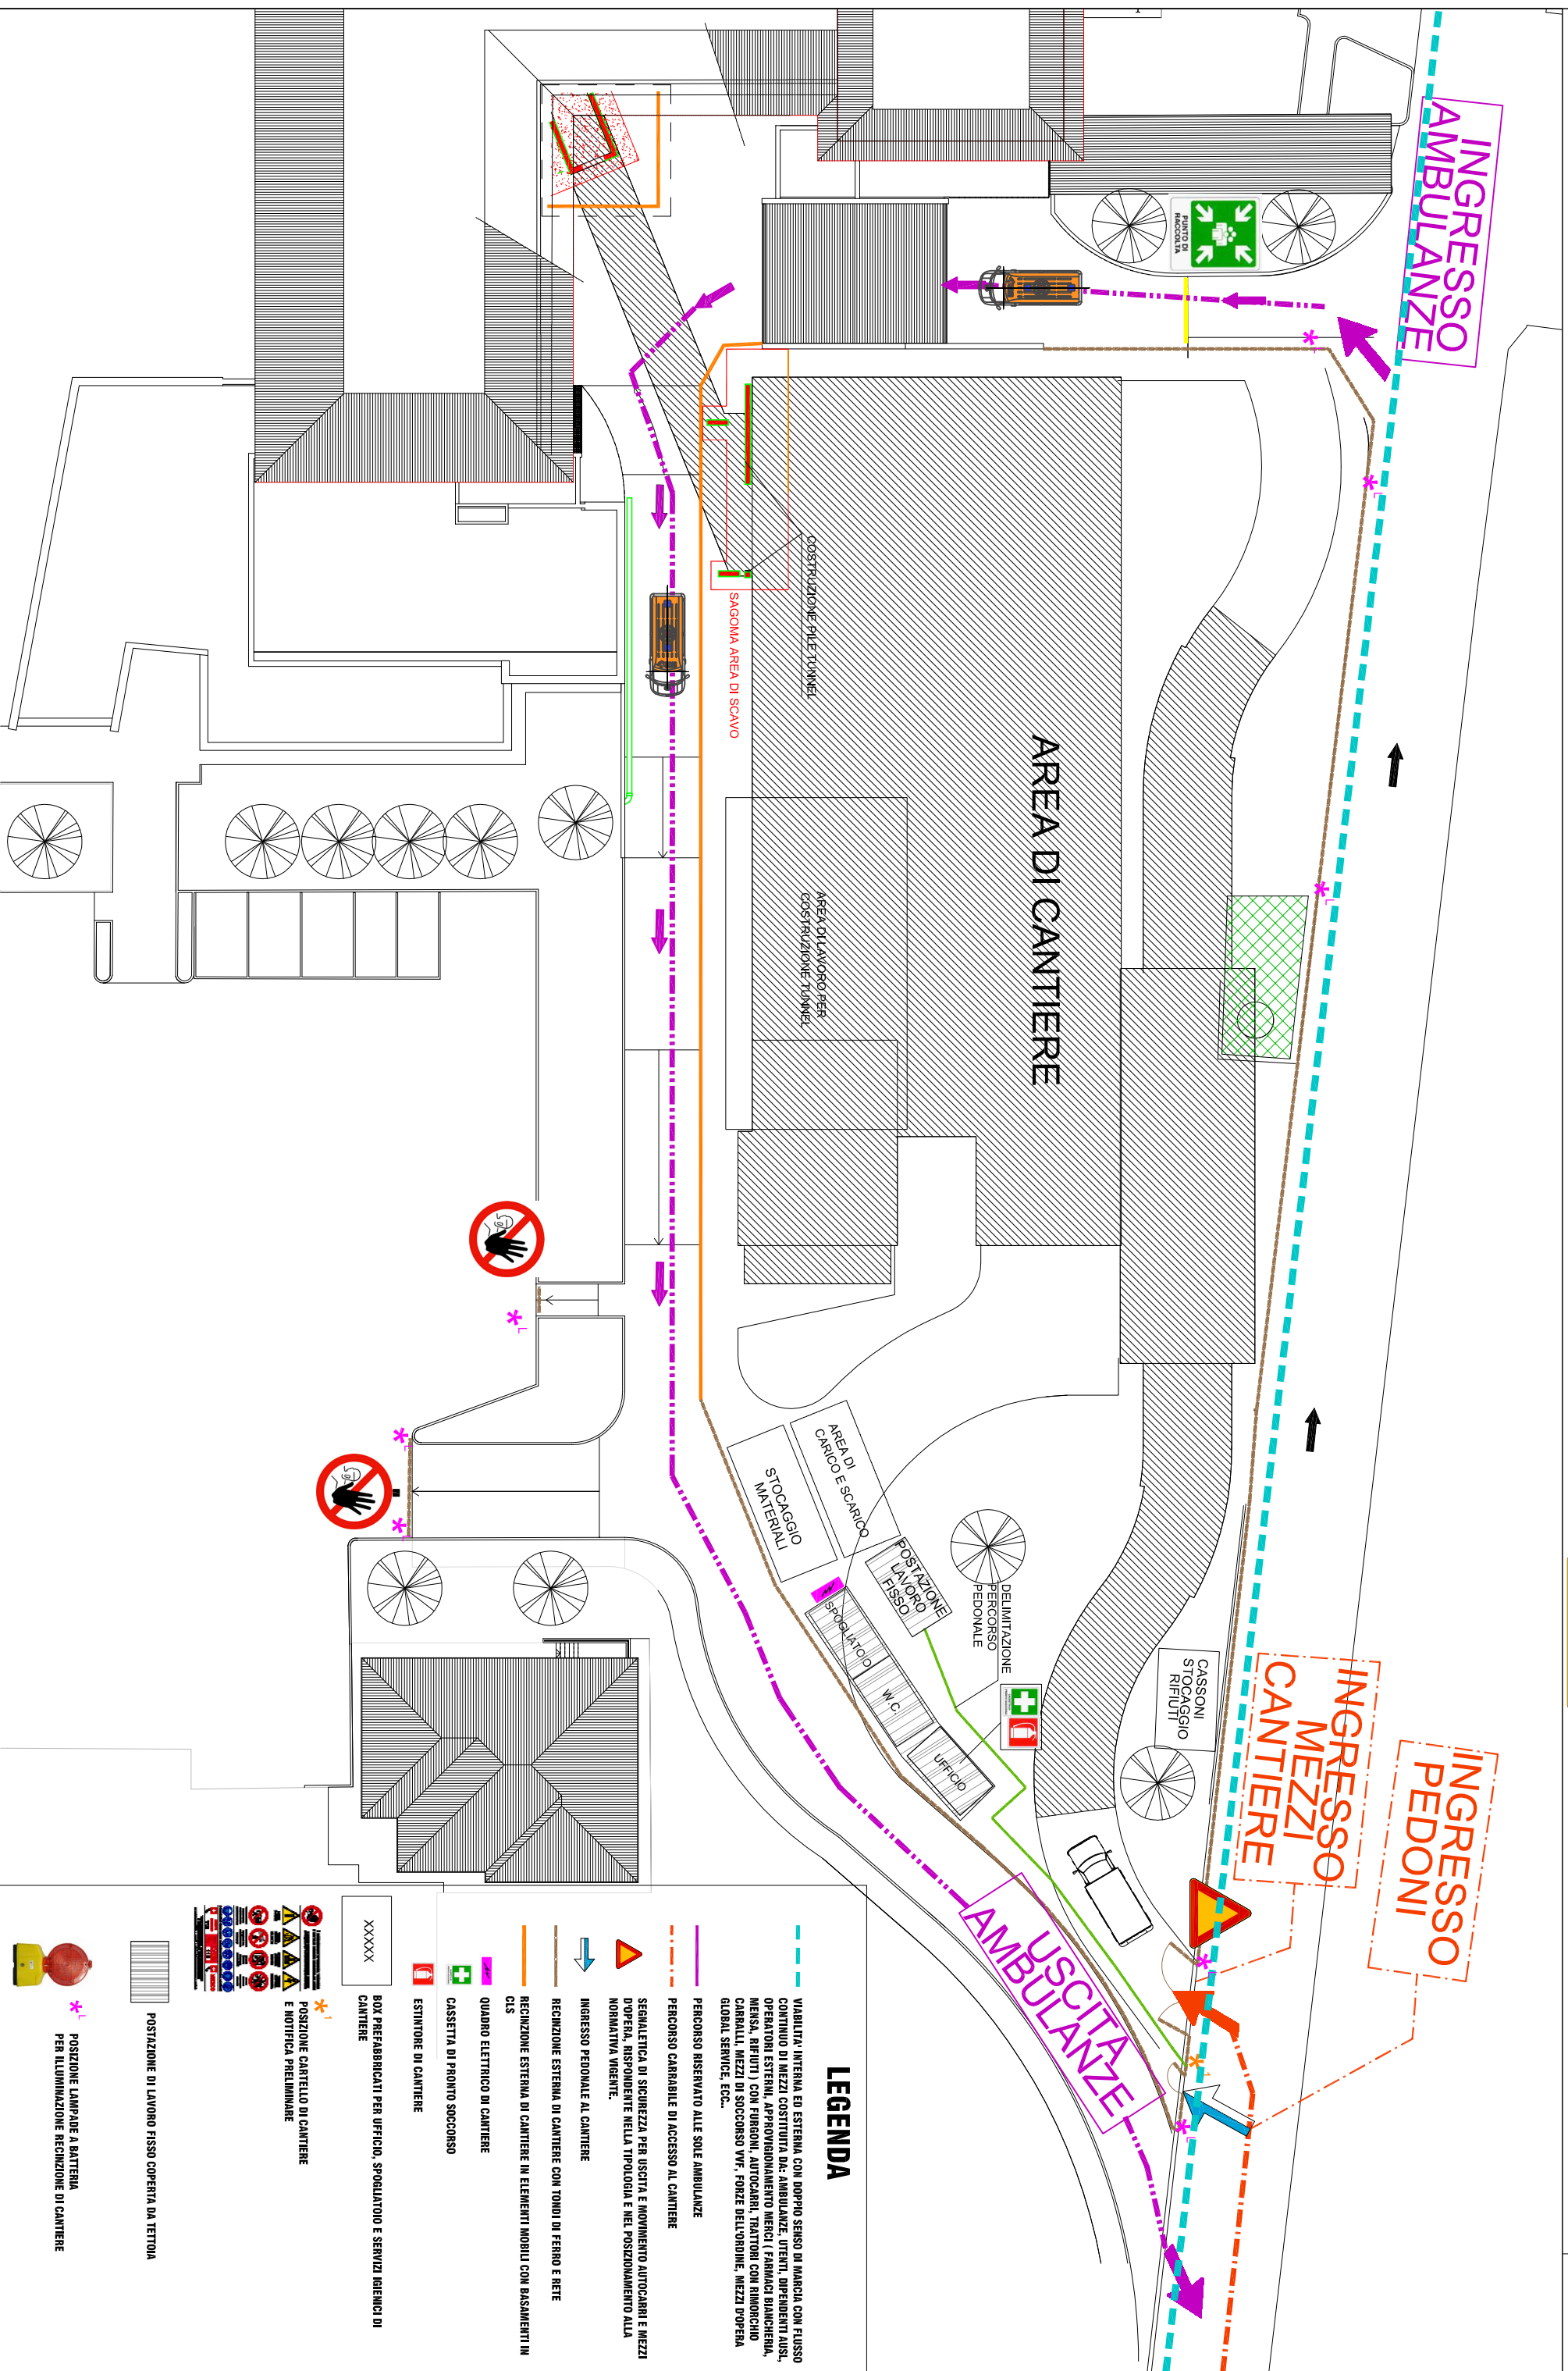 INGRESSO
AMBULANZE
PUNTO DI
RACCOLTA
COSTRUZIONE PILE TUNNEL
SAGOMA AREA DI SCAVO
AREA DI CANTIERE
AREA DI LAVORO PER
COSTRUZIONE TUNNEL
L
L
L
L
L
L
AREA DI
CARICO E SCARICO
STOCAGGIO
MATERIALI
POSTAZIONE
LAVORO
FISSO
SPOGLIATOIO
W.C.
UFFICIO
DELIMITAZIONE
PERCORSO
PEDONALE
CASSONI
STOCAGGIO
RIFIUTI
INGRESSO
MEZZI
CANTIERE
INGRESSO
PEDONI
L
1
L
USCITA
AMBULANZE
LEGENDA
VIABILITA' INTERNA ED ESTERNA CON DOPPIO SENSO DI MARCIA CON FLUSSO
CONTINUO DI MEZZI COSTITUITA DA: AMBULANZE, UTENTI, DIPENDENTI AUSL,
OPERATORI ESTERNI, APPROVIGIONAMENTO MERCI ( FARMACI BIANCHERIA,
MENSA, RIFIUTI ) CON FURGONI, AUTOCARRI, TRATTORI CON RIMORCHIO
CARRALLI, MEZZI DI SOCCORSO VVF, FORZE DELL'ORDINE, MEZZI D'OPERA
GLOBAL SERVICE, ECC..
PERCORSO RISERVATO ALLE SOLE AMBULANZE
PERCORSO CARRABILE DI ACCESSO AL CANTIERE
SEGNALETICA DI SICUREZZA PER USCITA E MOVIMENTO AUTOCARRI E MEZZI
D'OPERA, RISPONDENTE NELLA TIPOLOGIA E NEL POSIZIONAMENTO ALLA
NORMATIVA VIGENTE.
INGRESSO PEDONALE AL CANTIERE
RECINZIONE ESTERNA DI CANTIERE CON TONDI DI FERRO E RETE
RECINZIONE ESTERNA DI CANTIERE IN ELEMENTI MOBILI CON BASAMENTI IN
CLS
QUADRO ELETTRICO DI CANTIERE
CASSETTA DI PRONTO SOCCORSO
ESTINTORE DI CANTIERE
XXXXX
BOX PREFABBRICATI PER UFFICIO, SPOGLIATOIO E SERVIZI IGIENICI DI
CANTIERE
1
POSIZIONE CARTELLO DI CANTIERE
E NOTIFICA PRELIMINARE
POSTAZIONE DI LAVORO FISSO COPERTA DA TETTOIA
L
POSIZIONE LAMPADE A BATTERIA
PER ILLUMINAZIONE RECINZIONE DI CANTIERE